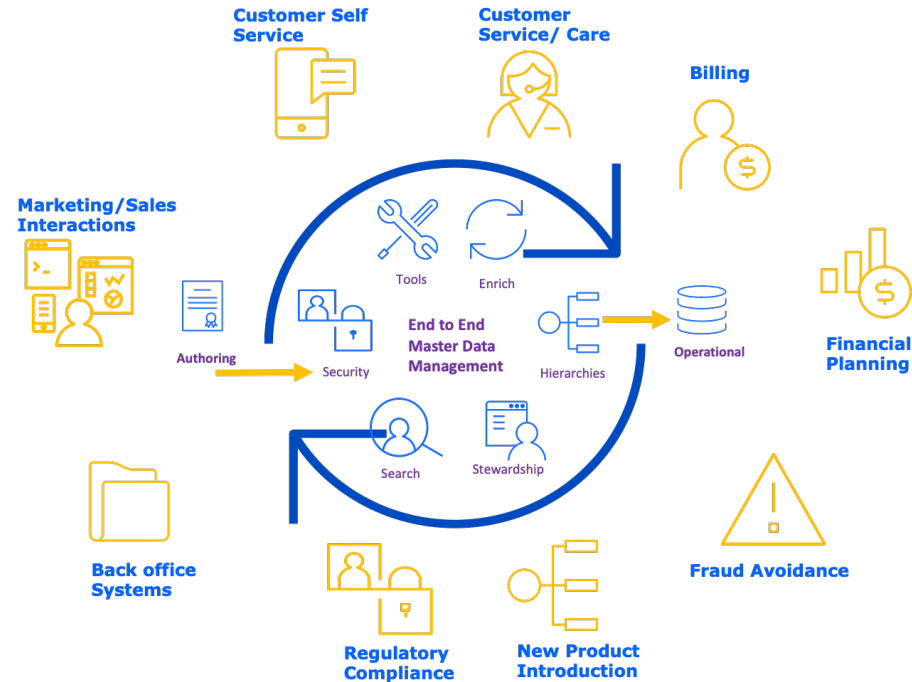 Customer Self
Service
Customer
Service/ Care
Billing
Marketing/Sales
Interactions
Tools
Enrich
Authoring
Security
End to End
Master Data
Management
Hierarchies
Operational
Financial
Planning
Search
Stewardship
Back office
Systems
Regulatory
Compliance
New Product
Introduction
Fraud Avoidance